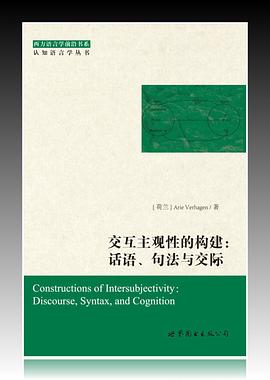 西方语言学前沿书系
认知语言学丛书
[荷兰] Arie Verhagen / 著
交互主观性的构建：
话语、句法与交际
Constructions of Intersubjectivity:
Discourse, Syntax, and Cognition
世界图书出版公司